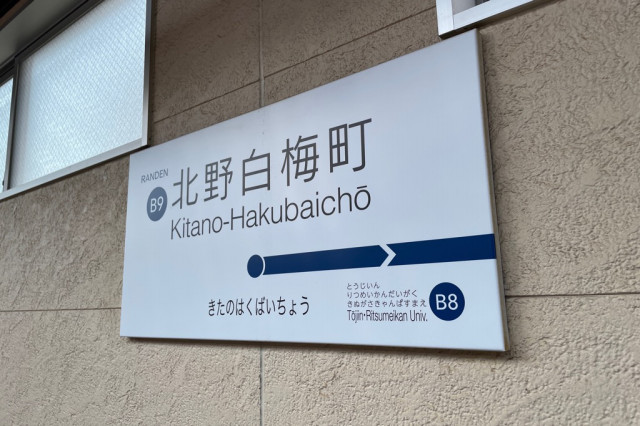 RANDEN
B9
北野白梅町
Kitano-Hakubaichō
きたのはくばいちょう
とうじいん
りつめいかんだいがく
きぬがさきゃんぱすまえ
Tōjiin・Ritsumeikan Univ.
B8